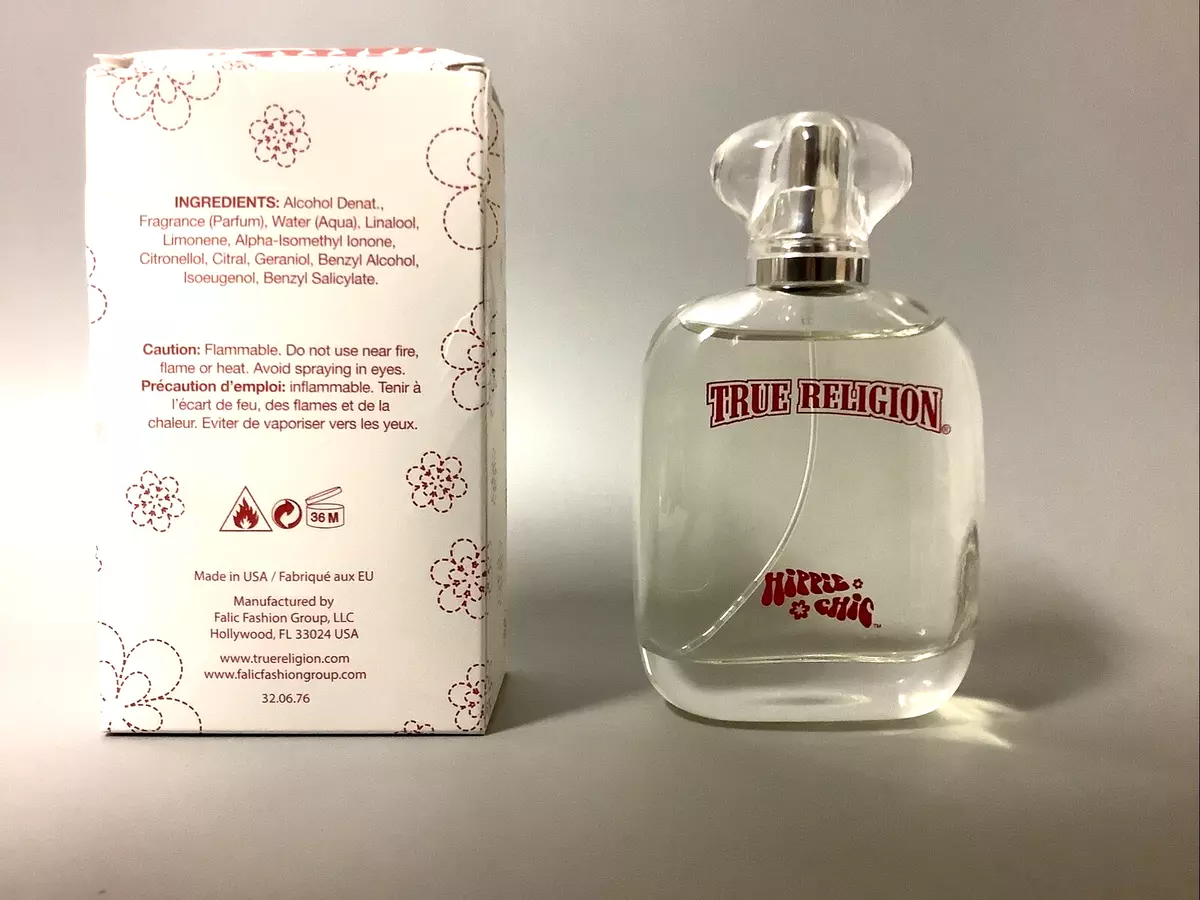 INGREDIENTS: Alcohol Denat.,
Fragrance (Parfum), Water (Aqua), Linalool,
Limonene, Alpha-Isomethyl Ionone,
Citronellol, Citral, Geraniol, Benzyl Alcohol,
Isoeugenol, Benzyl Salicylate.
Caution: Flammable. Do not use near fire,
flame or heat. Avoid spraying in eyes.
Précaution d'emploi: inflammable. Tenir à
l'écart de feu, des flammes et de la
chaleur. Eviter de vaporiser vers les yeux.
36 M
Made in USA / Fabriqué aux EU
Manufactured by
Falic Fashion Group, LLC
Hollywood, FL 33024 USA
www.truereligion.com
www.falicfashiongroup.com
32.06.76
TRUE RELIGION®
HiPPiE
CHiC™